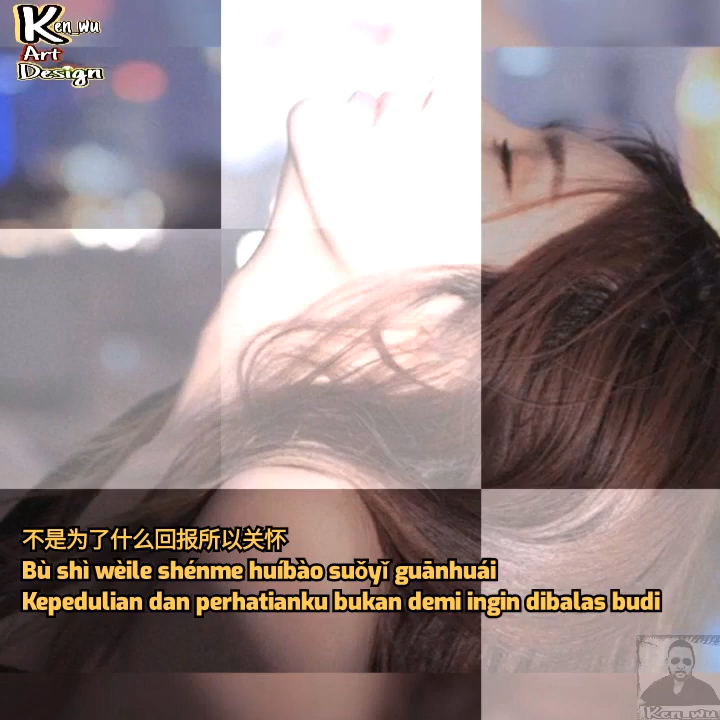 Ken_wu
Art
Design
不是为了什么回报所以关怀
Bù shì wèile shénme huíbào suǒyǐ guānhuái
Kepedulian dan perhatianku bukan demi ingin dibalas budi
Ken_wu